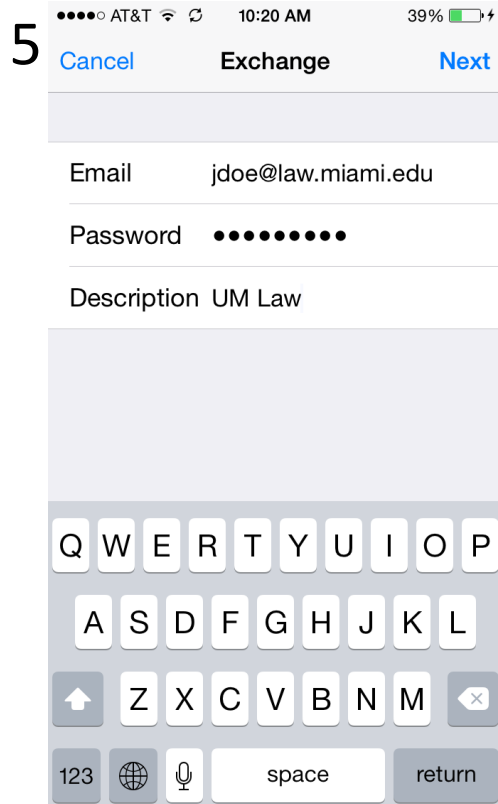 5
AT&T 10:20 AM 39%
Cancel Exchange Next
Email jdoe@law.miami.edu
Password •••••••••
Description UM Law
Q W E R T Y U I O P
A S D F G H J K L
Z X C V B N M
123 space return